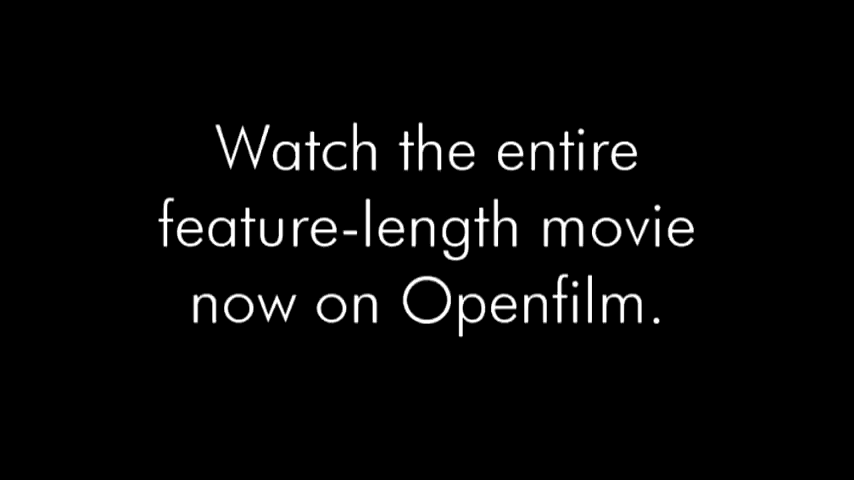 Watch the entire
feature-length movie
now on Openfilm.